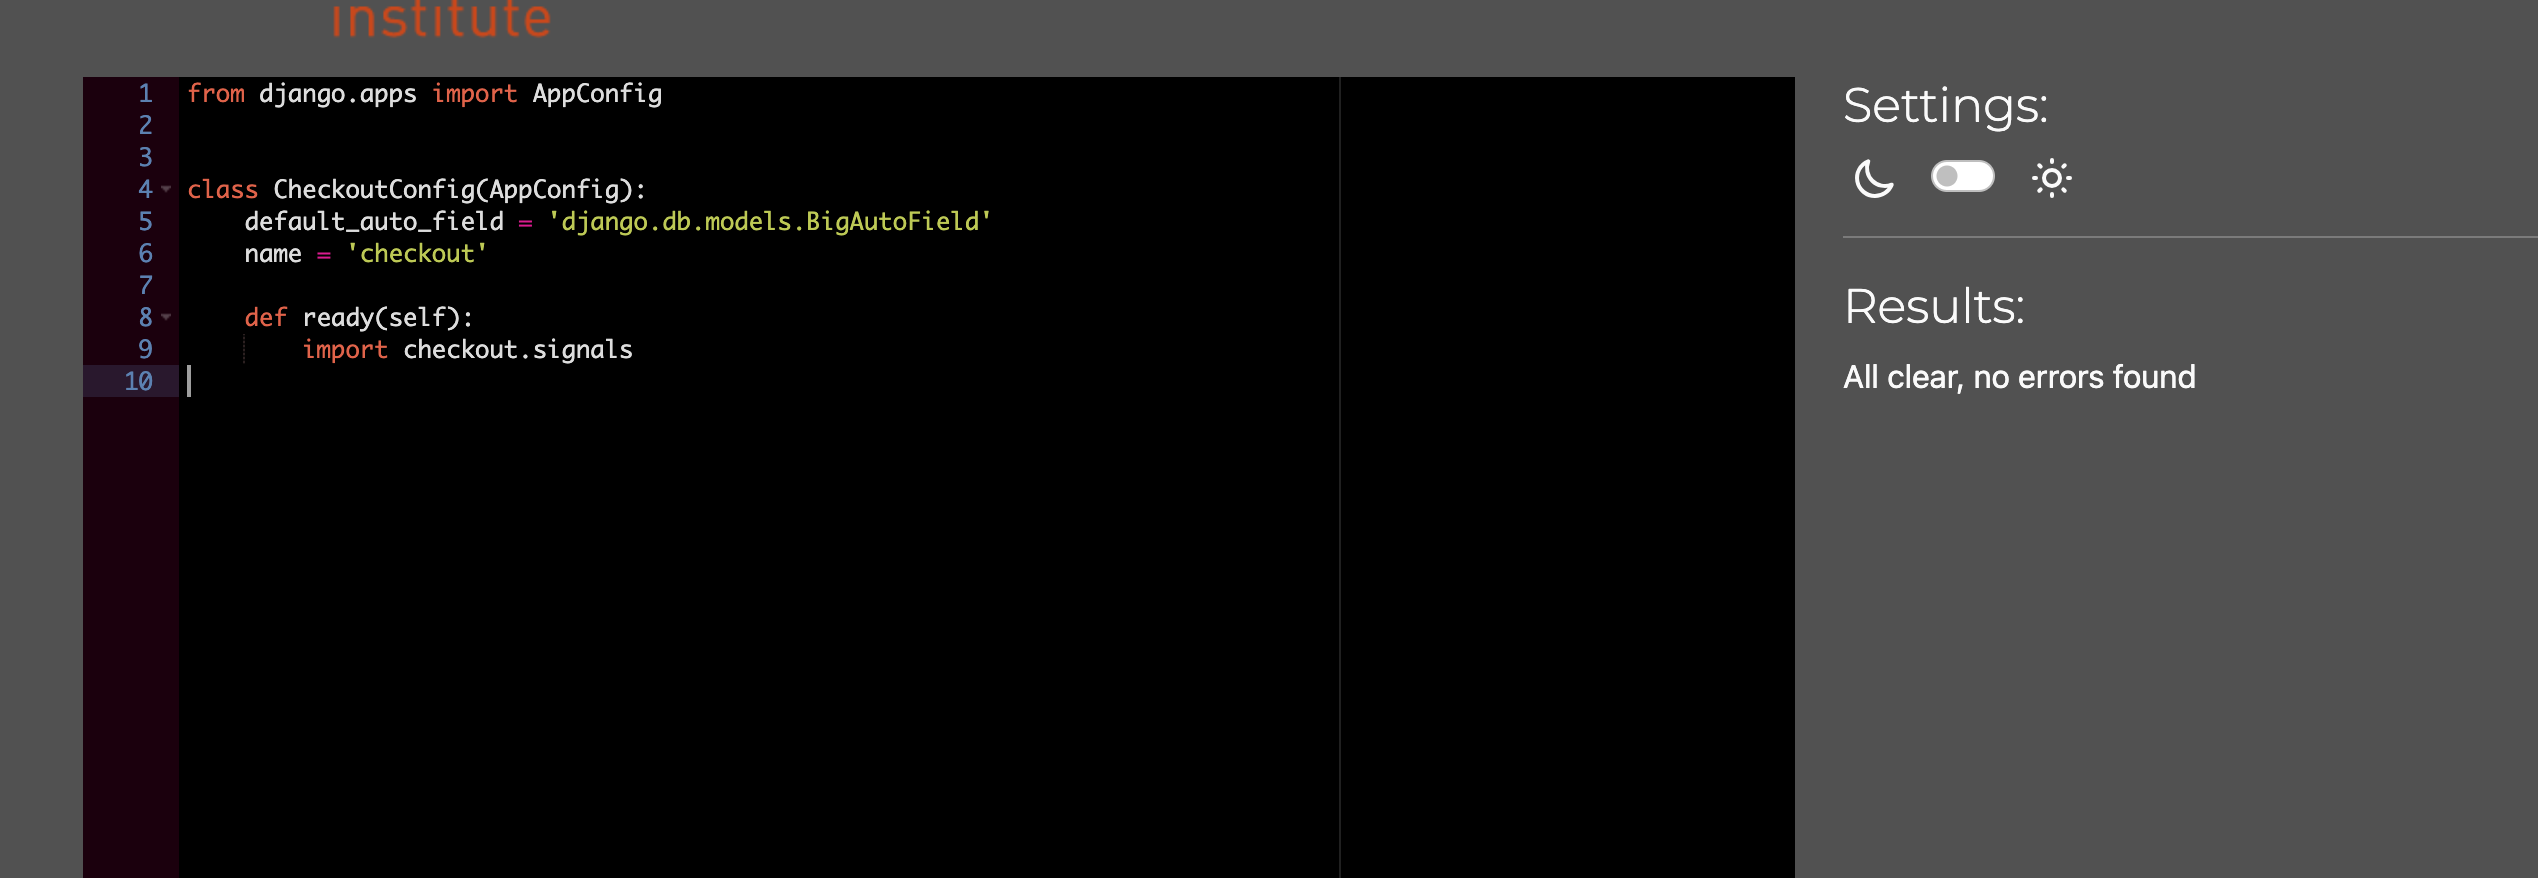 institute
1 from django.apps import AppConfig
2
3
4 class CheckoutConfig(AppConfig):
5     default_auto_field = 'django.db.models.BigAutoField'
6     name = 'checkout'
7
8     def ready(self):
9         import checkout.signals
10
Settings:
Results:
All clear, no errors found